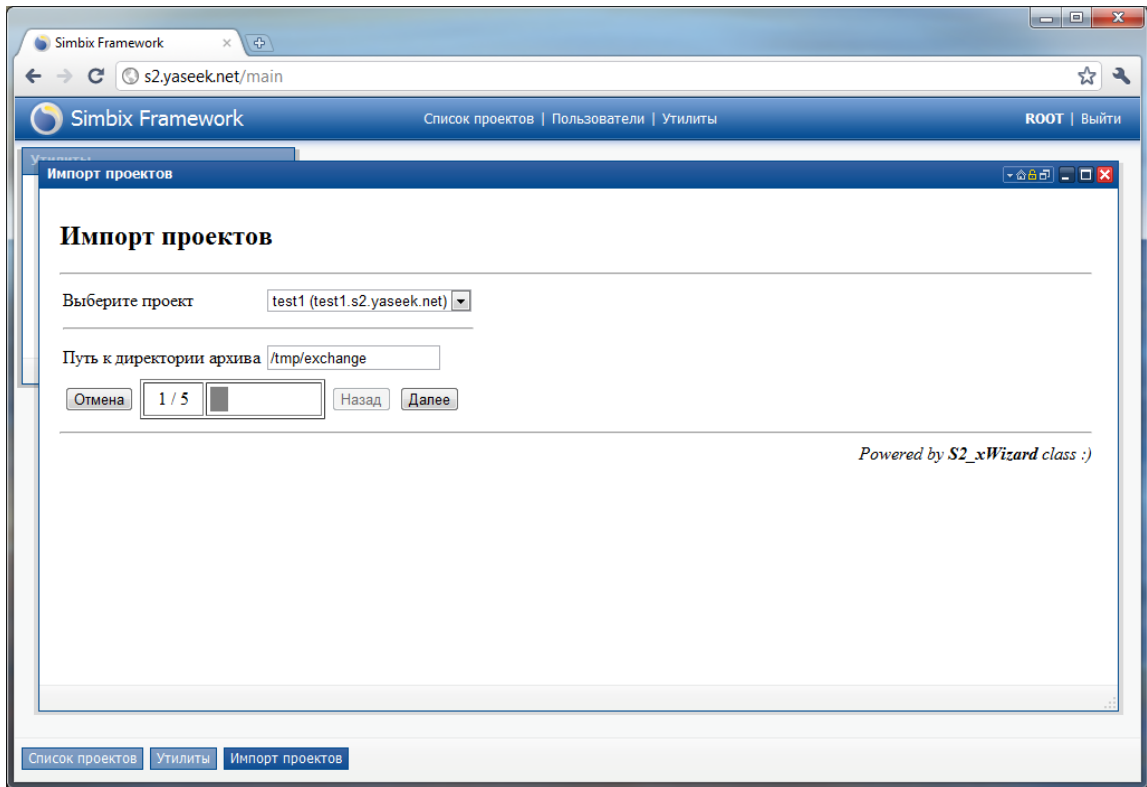 Simbix Framework
s2.yaseek.net/main
Simbix Framework Список проектов | Пользователи | Утилиты ROOT | Выйти
Утилиты
Импорт проектов
Импорт проектов
Выберите проект test1 (test1.s2.yaseek.net)
Путь к директории архива /tmp/exchange
Отмена 1 / 5 Назад Далее
Powered by S2_xWizard class :)
Список проектов Утилиты Импорт проектов